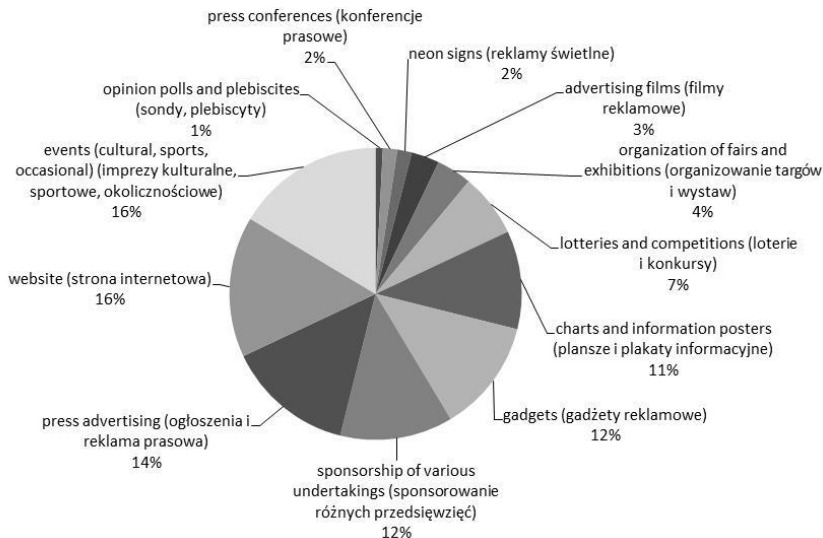 press conferences (konferencje
prasowe)
2%
neon signs (reklamy świetlne)
2%
advertising films (filmy
reklamowe)
3%
organization of fairs and
exhibitions (organizowanie targów
i wystaw)
4%
lotteries and competitions (loterie
i konkursy)
7%
charts and information posters
(plansze i plakaty informacyjne)
11%
gadgets (gadżety reklamowe)
12%
sponsorship of various
undertakings (sponsorowanie
różnych przedsięwzięć)
12%
press advertising (ogłoszenia i
reklama prasowa)
14%
website (strona internetowa)
16%
events (cultural, sports,
occasional) (imprezy kulturalne,
sportowe, okolicznościowe)
16%
opinion polls and plebiscites
(sondy, plebiscyty)
1%